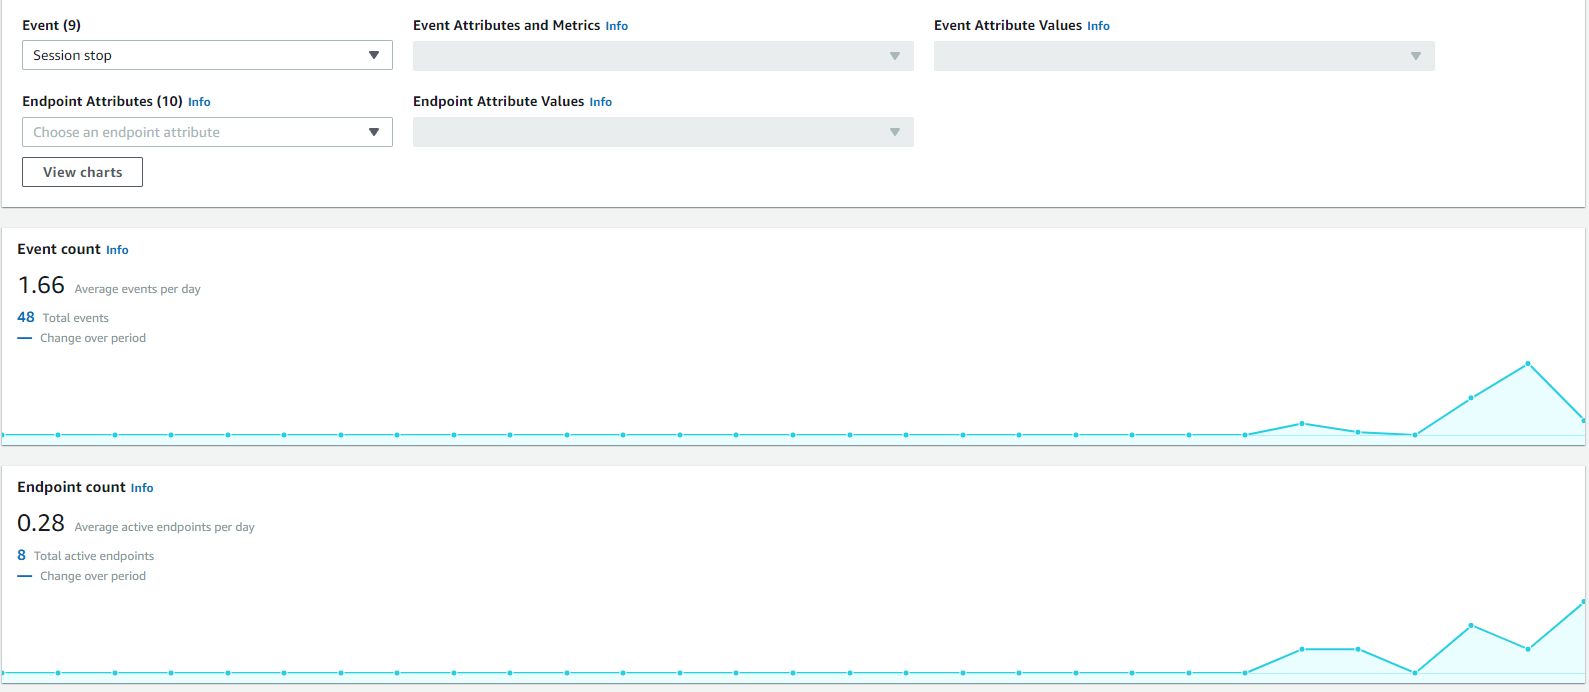 Event (9)
Event Attributes and Metrics Info
Event Attribute Values Info
Session stop
Endpoint Attributes (10) Info
Endpoint Attribute Values Info
Choose an endpoint attribute
View charts
Event count Info
1.66 Average events per day
48 Total events
Change over period
Endpoint count Info
0.28 Average active endpoints per day
8 Total active endpoints
Change over period